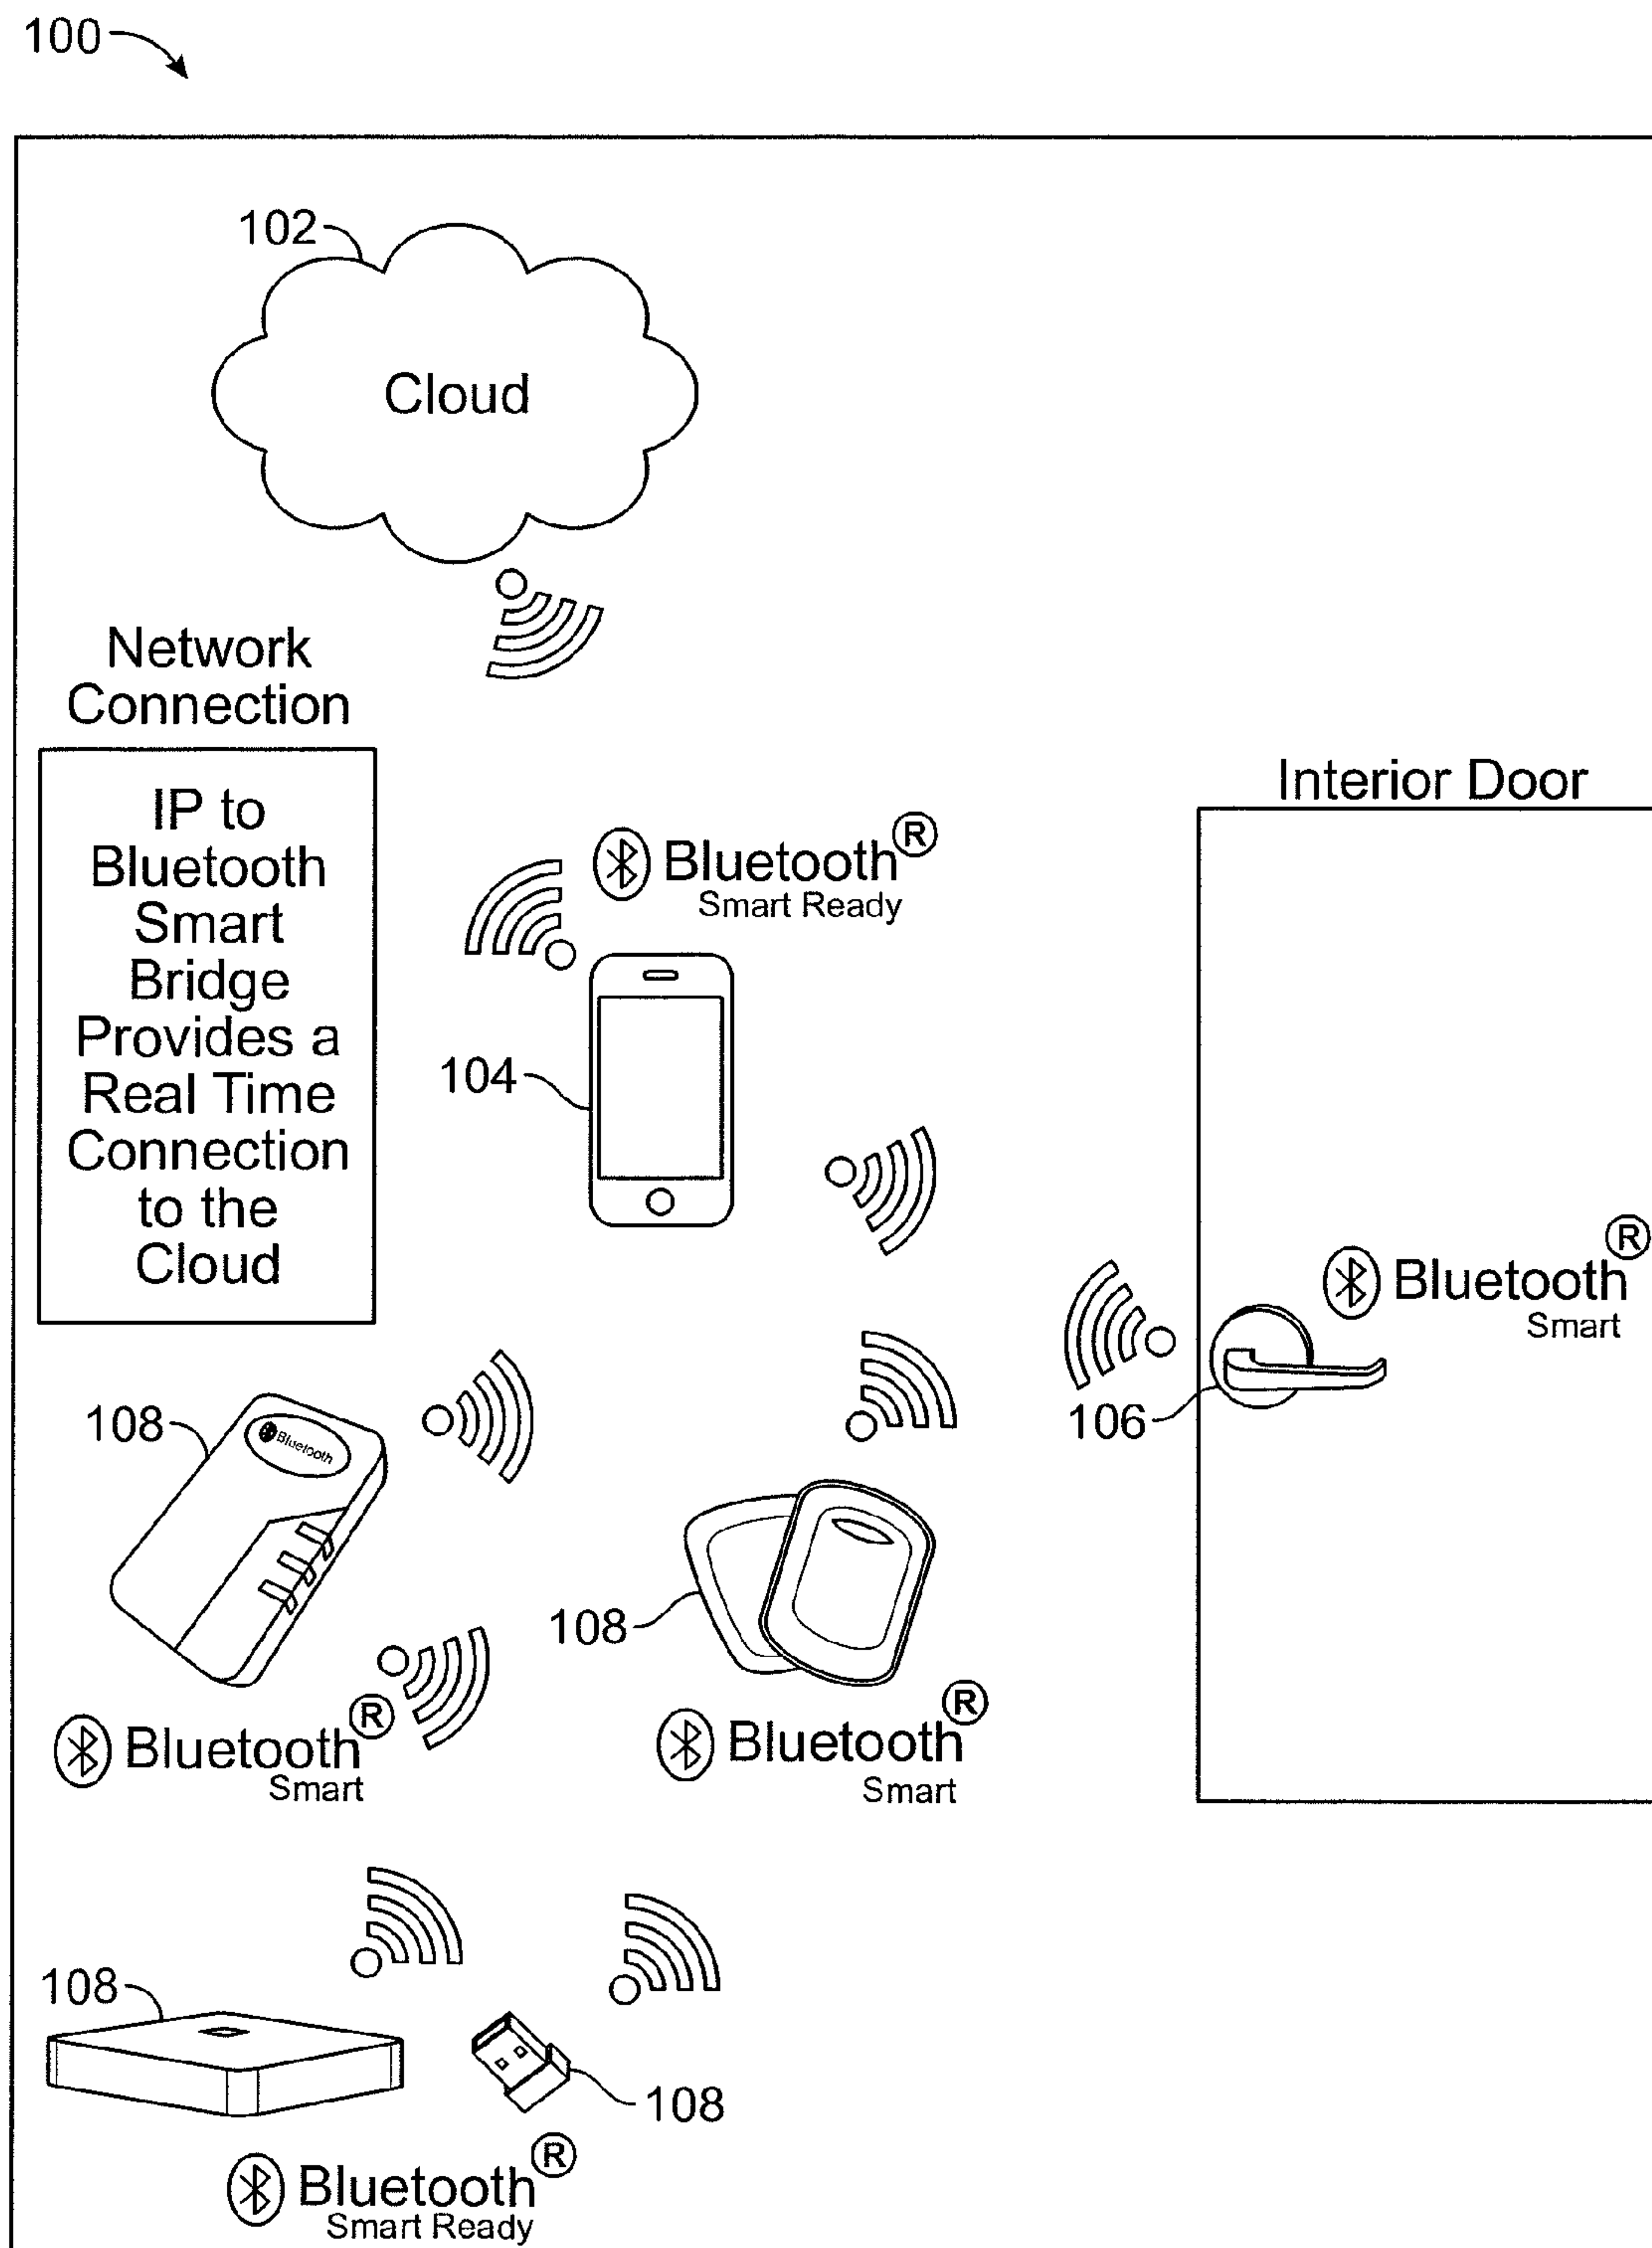 100
102
Cloud
Network
Connection
IP to
Bluetooth
Smart
Bridge
Provides a
Real Time
Connection
to the
Cloud
Bluetooth®
Smart Ready
104
Interior Door
Bluetooth®
Smart
106
108
Bluetooth
Bluetooth®
Smart
108
Bluetooth®
Smart
108
108
Bluetooth®
Smart Ready